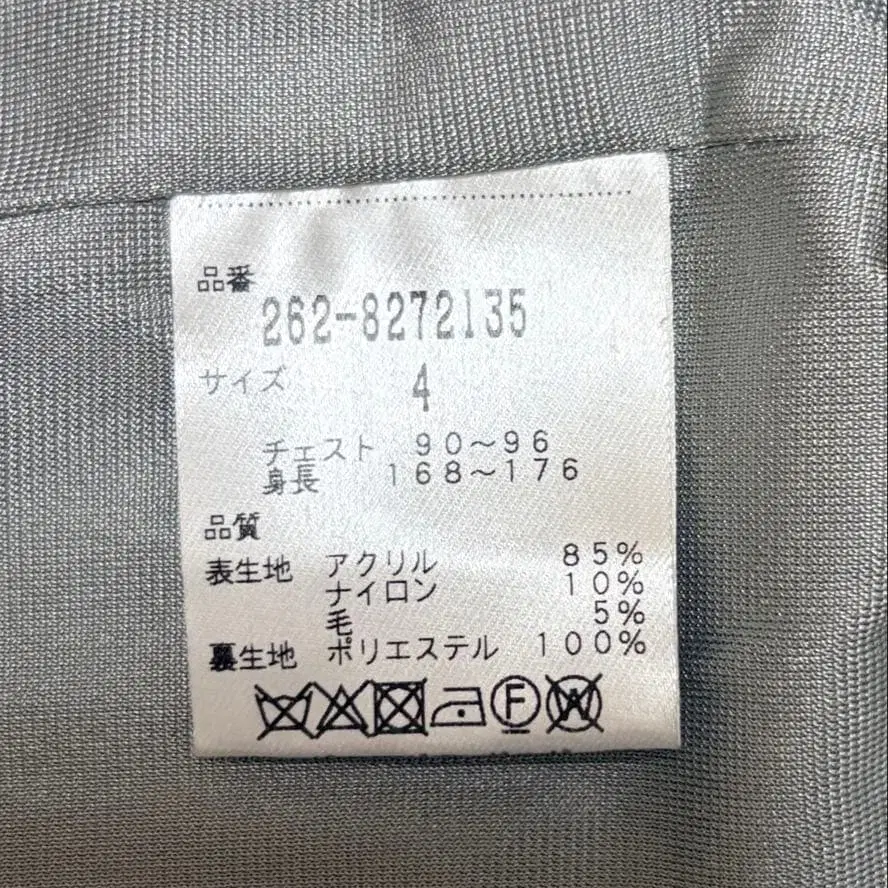 品番
262-8272135
サイズ 4
チェスト 90〜96
身長 168〜176
品質
表生地 アクリル 85%
ナイロン 10%
毛 5%
裏生地 ポリエステル 100%
F W